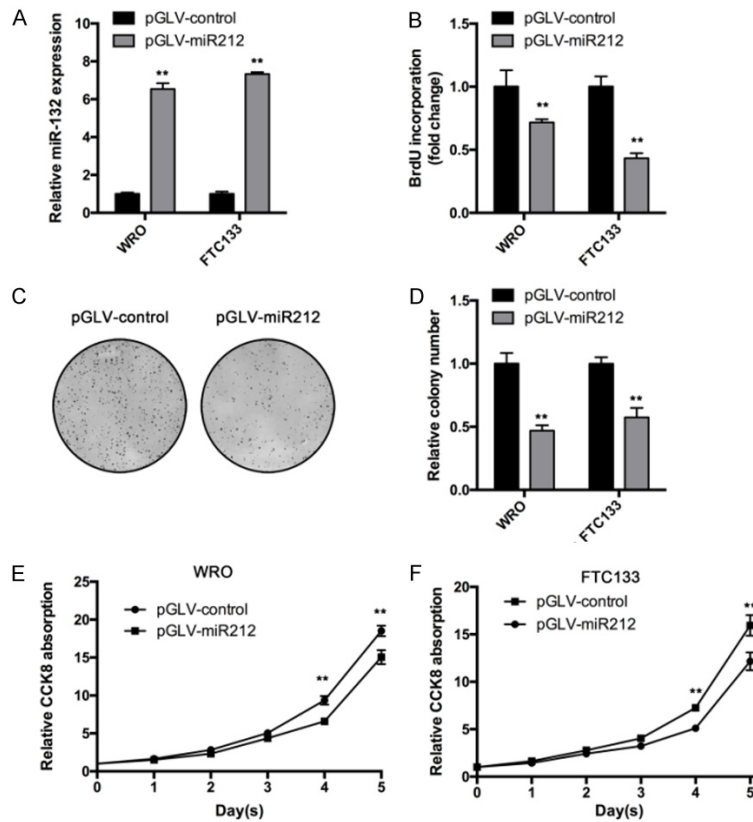 A
pGLV-control
pGLV-miR212
Relative miR-132 expression
10
8
6
4
2
0
**
**
WRO
FTC133
B
pGLV-control
pGLV-miR212
BrdU incorporation
(fold change)
1.5
1.0
0.5
0.0
**
**
WRO
FTC133
C
pGLV-control
pGLV-miR212
D
pGLV-control
pGLV-miR212
Relative colony number
1.5
1.0
0.5
0.0
**
**
WRO
FTC133
E
WRO
pGLV-control
pGLV-miR212
Relative CCK8 absorption
25
20
15
10
5
0
**
**
0 1 2 3 4 5
Day(s)
F
FTC133
pGLV-control
pGLV-miR212
Relative CCK8 absorption
20
15
10
5
0
**
**
0 1 2 3 4 5
Day(s)